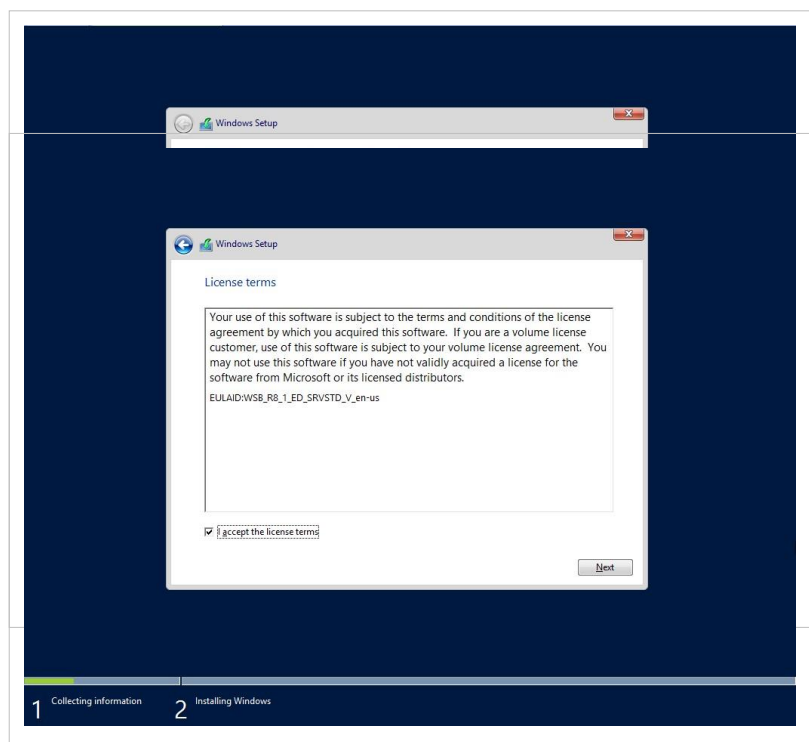 Windows Setup
Windows Setup
License terms
Your use of this software is subject to the terms and conditions of the license
agreement by which you acquired this software.  If you are a volume license
customer, use of this software is subject to your volume license agreement.  You
may not use this software if you have not validly acquired a license for the
software from Microsoft or its licensed distributors.
EULAID:WSB_R8_1_ED_SRVSTD_V_en-us
I accept the license terms
Next
1 Collecting information
2 Installing Windows